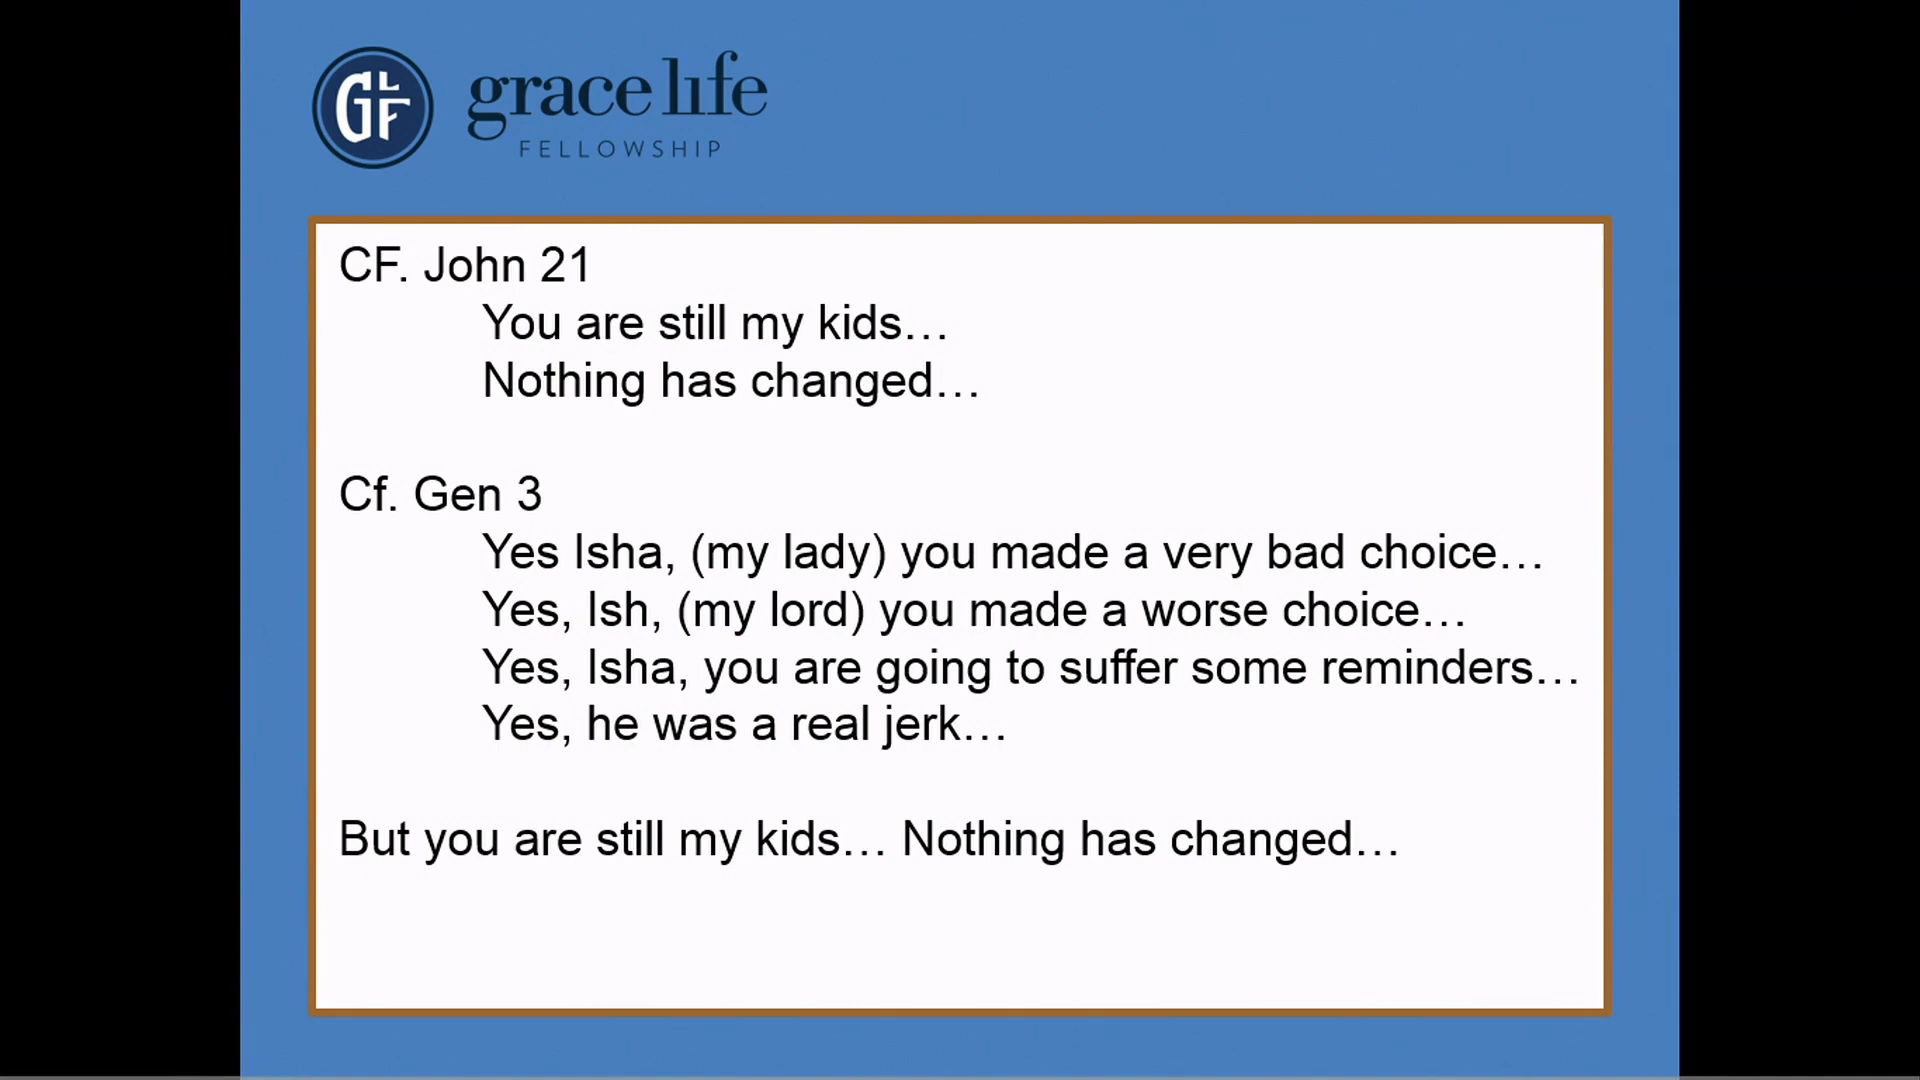 GLF
grace life
FELLOWSHIP
CF. John 21
You are still my kids…
Nothing has changed…
Cf. Gen 3
Yes Isha, (my lady) you made a very bad choice…
Yes, Ish, (my lord) you made a worse choice…
Yes, Isha, you are going to suffer some reminders…
Yes, he was a real jerk…
But you are still my kids… Nothing has changed…